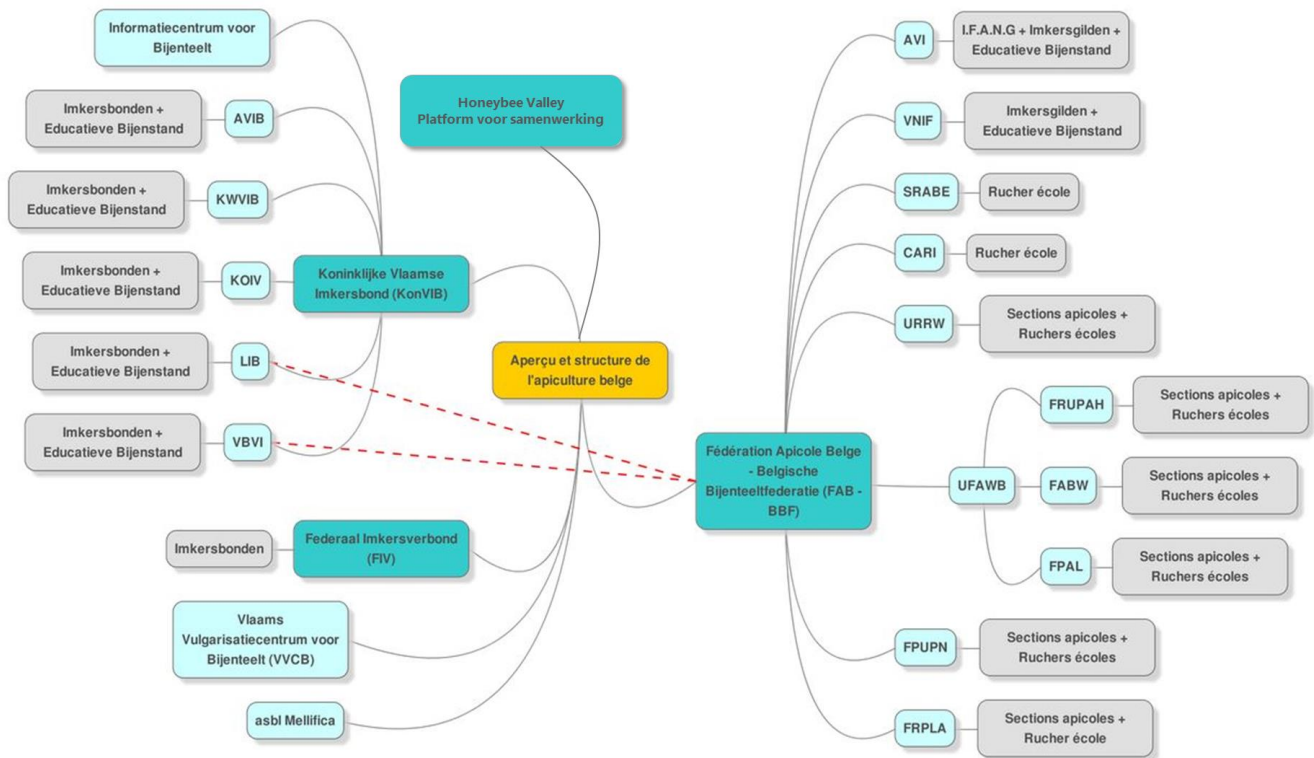 Informatiecentrum voor
Bijenteelt
Imkersbonden +
Educatieve Bijenstand
AVIB
Imkersbonden +
Educatieve Bijenstand
KWVIB
Imkersbonden +
Educatieve Bijenstand
KOIV
Imkersbonden +
Educatieve Bijenstand
LIB
Imkersbonden +
Educatieve Bijenstand
VBVI
Koninklijke Vlaamse
Imkersbond (KonVIB)
Imkersbonden
Federaal Imkersverbond
(FIV)
Vlaams
Vulgarisatiecentrum voor
Bijenteelt (VVCB)
asbl Mellifica
Honeybee Valley
Platform voor samenwerking
Aperçu et structure de
l'apiculture belge
Fédération Apicole Belge
- Belgische
Bijenteeltfederatie (FAB -
BBF)
AVI
I.F.A.N.G + Imkersgilden +
Educatieve Bijenstand
VNIF
Imkersgilden +
Educatieve Bijenstand
SRABE
Rucher école
CARI
Rucher école
URRW
Sections apicoles +
Ruchers écoles
UFAWB
FRUPAH
Sections apicoles +
Ruchers écoles
FABW
Sections apicoles +
Ruchers écoles
FPAL
Sections apicoles +
Ruchers écoles
FPUPN
Sections apicoles +
Ruchers écoles
FRPLA
Sections apicoles +
Rucher école